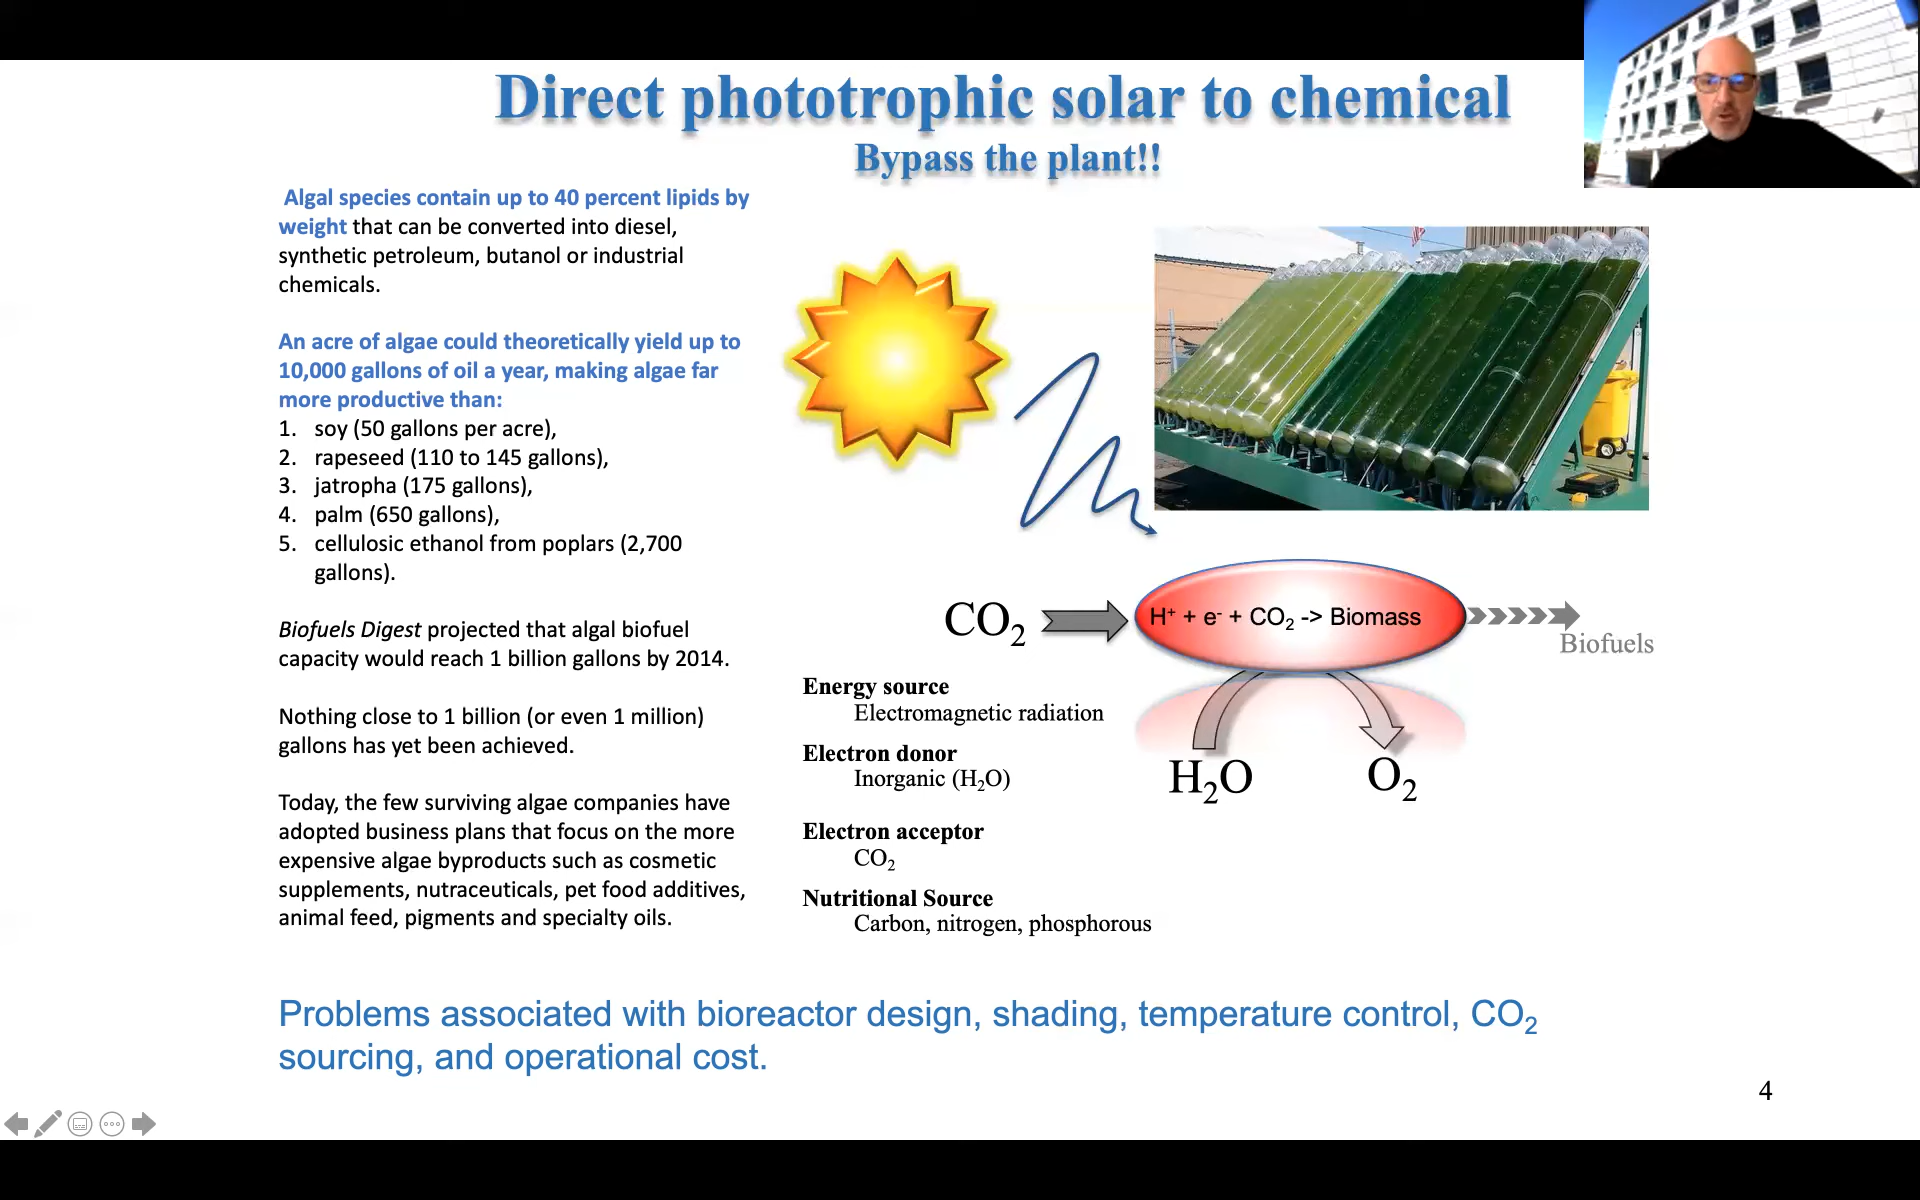 Direct phototrophic solar to chemical
Bypass the plant!!
Algal species contain up to 40 percent lipids by
weight that can be converted into diesel,
synthetic petroleum, butanol or industrial
chemicals.
An acre of algae could theoretically yield up to
10,000 gallons of oil a year, making algae far
more productive than:
1. soy (50 gallons per acre),
2. rapeseed (110 to 145 gallons),
3. jatropha (175 gallons),
4. palm (650 gallons),
5. cellulosic ethanol from poplars (2,700
gallons).
Biofuels Digest projected that algal biofuel
capacity would reach 1 billion gallons by 2014.
Nothing close to 1 billion (or even 1 million)
gallons has yet been achieved.
Today, the few surviving algae companies have
adopted business plans that focus on the more
expensive algae byproducts such as cosmetic
supplements, nutraceuticals, pet food additives,
animal feed, pigments and specialty oils.
CO₂
H⁺ + e⁻ + CO₂ -> Biomass
Biofuels
H₂O
O₂
Energy source
Electromagnetic radiation
Electron donor
Inorganic (H₂O)
Electron acceptor
CO₂
Nutritional Source
Carbon, nitrogen, phosphorous
Problems associated with bioreactor design, shading, temperature control, CO₂
sourcing, and operational cost.
4